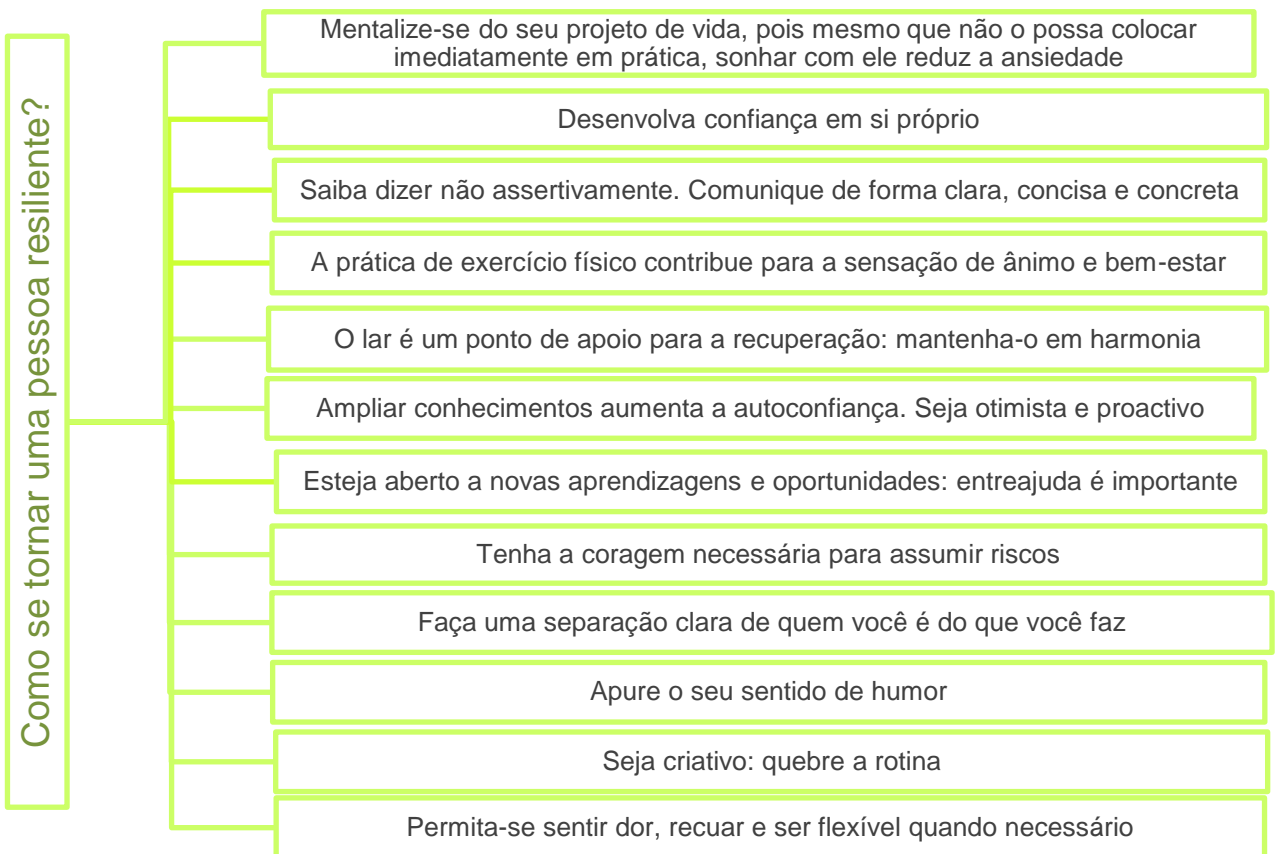 Como se tornar uma pessoa resiliente?
Mentalize-se do seu projeto de vida, pois mesmo que não o possa colocar
imediatamente em prática, sonhar com ele reduz a ansiedade
Desenvolva confiança em si próprio
Saiba dizer não assertivamente. Comunique de forma clara, concisa e concreta
A prática de exercício físico contribue para a sensação de ânimo e bem-estar
O lar é um ponto de apoio para a recuperação: mantenha-o em harmonia
Ampliar conhecimentos aumenta a autoconfiança. Seja otimista e proactivo
Esteja aberto a novas aprendizagens e oportunidades: entreajuda é importante
Tenha a coragem necessária para assumir riscos
Faça uma separação clara de quem você é do que você faz
Apure o seu sentido de humor
Seja criativo: quebre a rotina
Permita-se sentir dor, recuar e ser flexível quando necessário